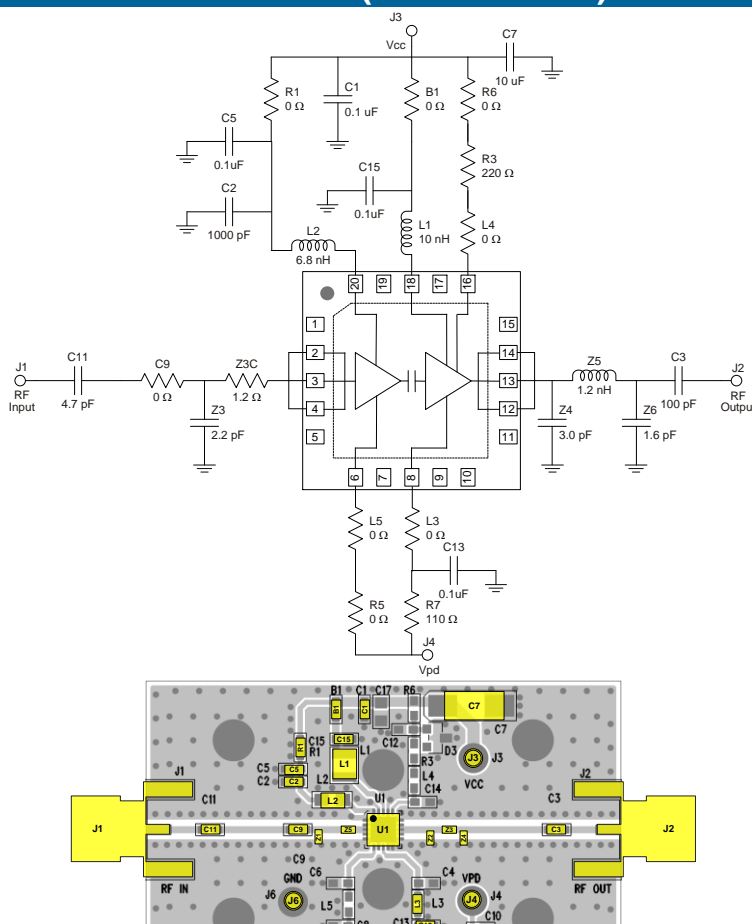 J3
Vcc
C7
10 uF
R1
0 Ω
C1
0.1 uF
B1
0 Ω
R6
0 Ω
C5
0.1uF
R3
220 Ω
C15
0.1uF
C2
1000 pF
L2
6.8 nH
L1
10 nH
L4
0 Ω
20
19
18
17
16
1
2
3
4
5
15
14
13
12
11
6
7
8
9
10
J1
RF
Input
C11
4.7 pF
C9
0 Ω
Z3C
1.2 Ω
Z3
2.2 pF
Z5
1.2 nH
C3
100 pF
J2
RF
Outpu
Z4
3.0 pF
Z6
1.6 pF
L5
0 Ω
L3
0 Ω
C13
0.1uF
R5
0 Ω
R7
110 Ω
J4
Vpd
B1 C1 C17 R6
B1
C1
C7
C7
R1
C15
R1
C15
L1
L1
C12
D3
R3
J3
J3
VCC
C5
C5
C2
C2
L2
L2
L4
C14
J1
C11
U1
J2
C3
J1
C11
C9
Z1
Z5
U1
Z2
Z3
Z4
C3
J2
C9
GND
C6
C4
VPD
RF IN
J6
J6
L5
L3
L3
J4
J4
RF OUT
C13
C10